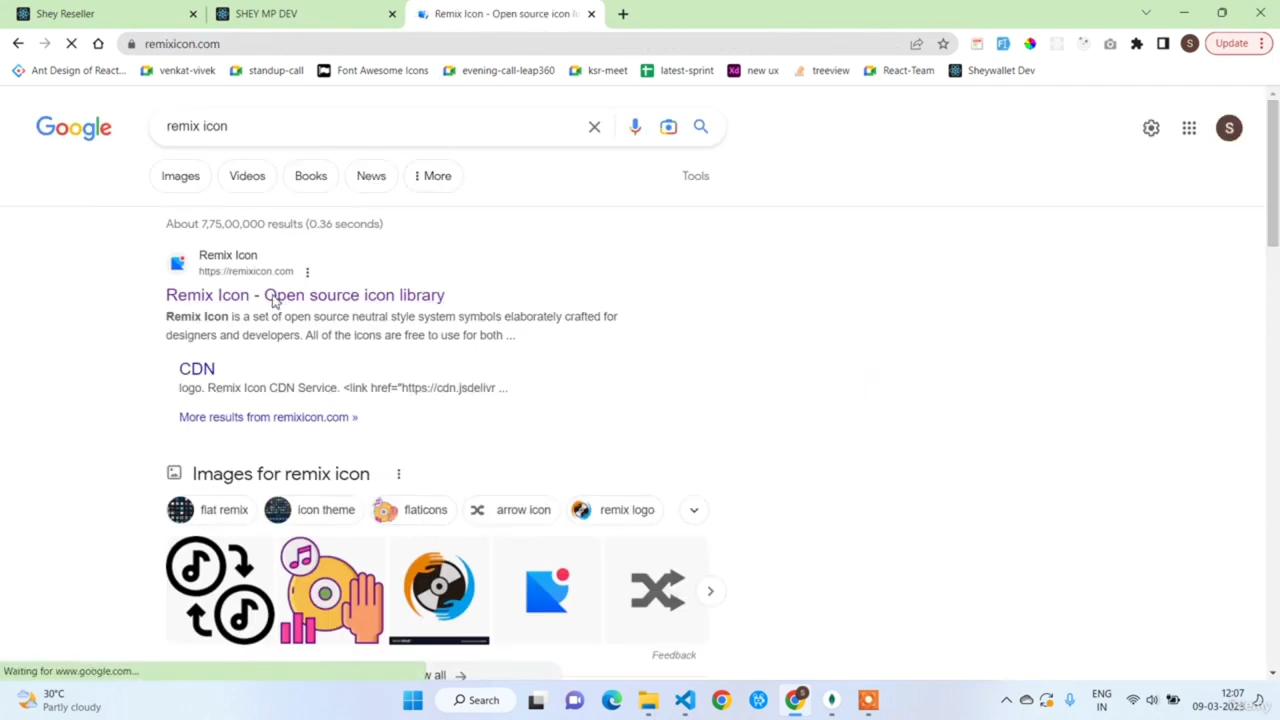 Shey Reseller
SHEY MP DEV
Remix Icon - Open source icon li
Update
remixicon.com
Ant Design of React...
venkat-vivek
standup-call
Font Awesome Icons
evening-call-leap360
ksr-meet
latest-sprint
new ux
treeview
React-Team
Sheywallet Dev
Google
remix icon
S
Images
Videos
Books
News
More
Tools
About 7,75,00,000 results (0.36 seconds)
Remix Icon
https://remixicon.com
Remix Icon - Open source icon library
Remix Icon is a set of open source neutral style system symbols elaborately crafted for
designers and developers. All of the icons are free to use for both ...
CDN
logo. Remix Icon CDN Service. <link href="https://cdn.jsdelivr ...
More results from remixicon.com »
Images for remix icon
flat remix
icon theme
flaticons
arrow icon
remix logo
Feedback
Waiting for www.google.com...
w all
30°C
Partly cloudy
Search
ENG
IN
12:07
09-03-2023